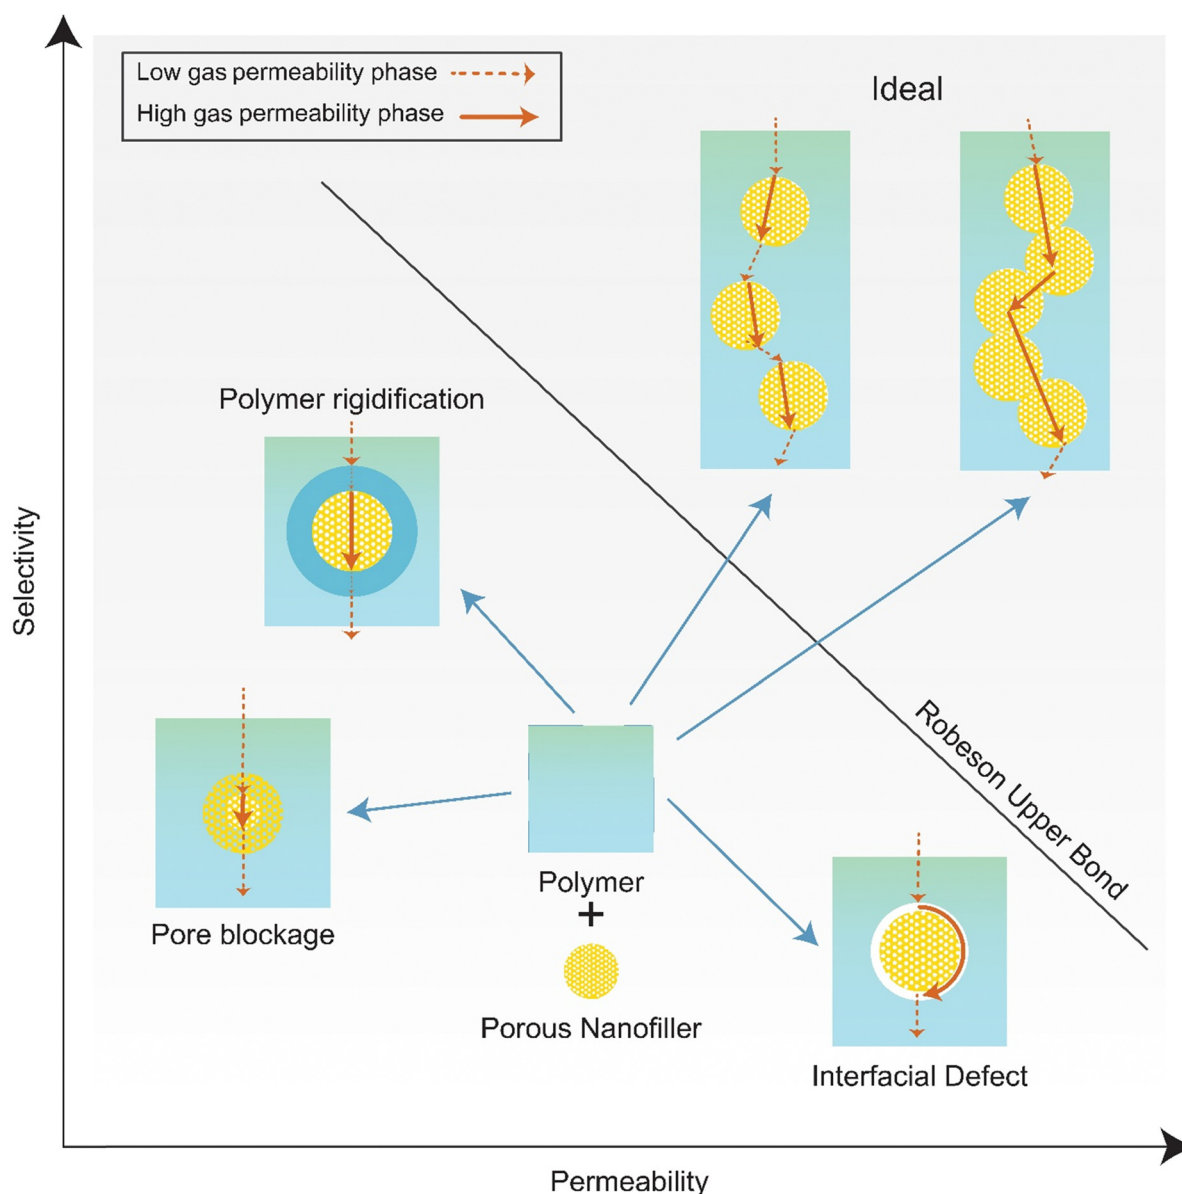 Low gas permeability phase
High gas permeability phase
Ideal
Polymer rigidification
Selectivity
Robeson Upper Bond
Polymer
+
Porous Nanofiller
Pore blockage
Interfacial Defect
Permeability